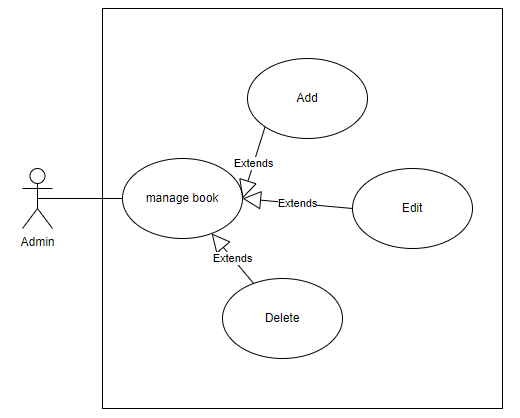 Add
Extends
manage book
Extends
Edit
Admin
Extends
Delete